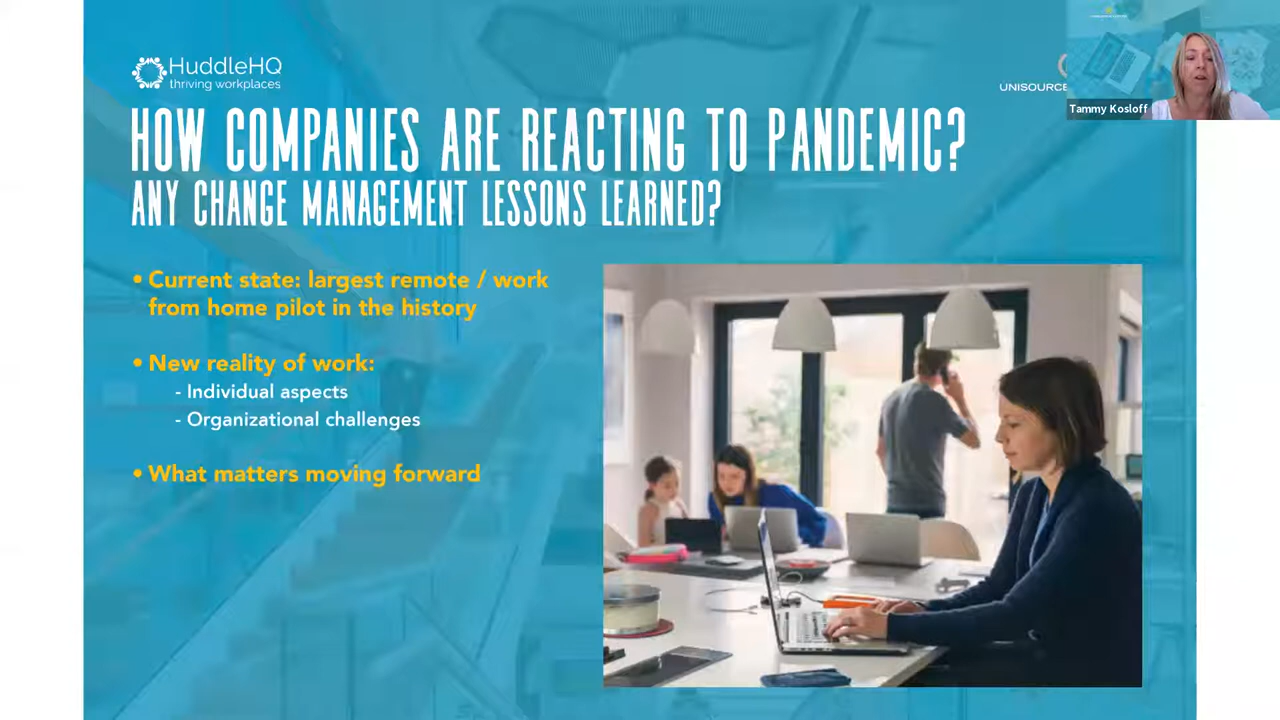 HuddleHQ
thriving workplaces
UNISOURCE
Tammy Kosloff
HOW COMPANIES ARE REACTING TO PANDEMIC?
ANY CHANGE MANAGEMENT LESSONS LEARNED?
• Current state: largest remote / work
from home pilot in the history
• New reality of work:
- Individual aspects
- Organizational challenges
• What matters moving forward